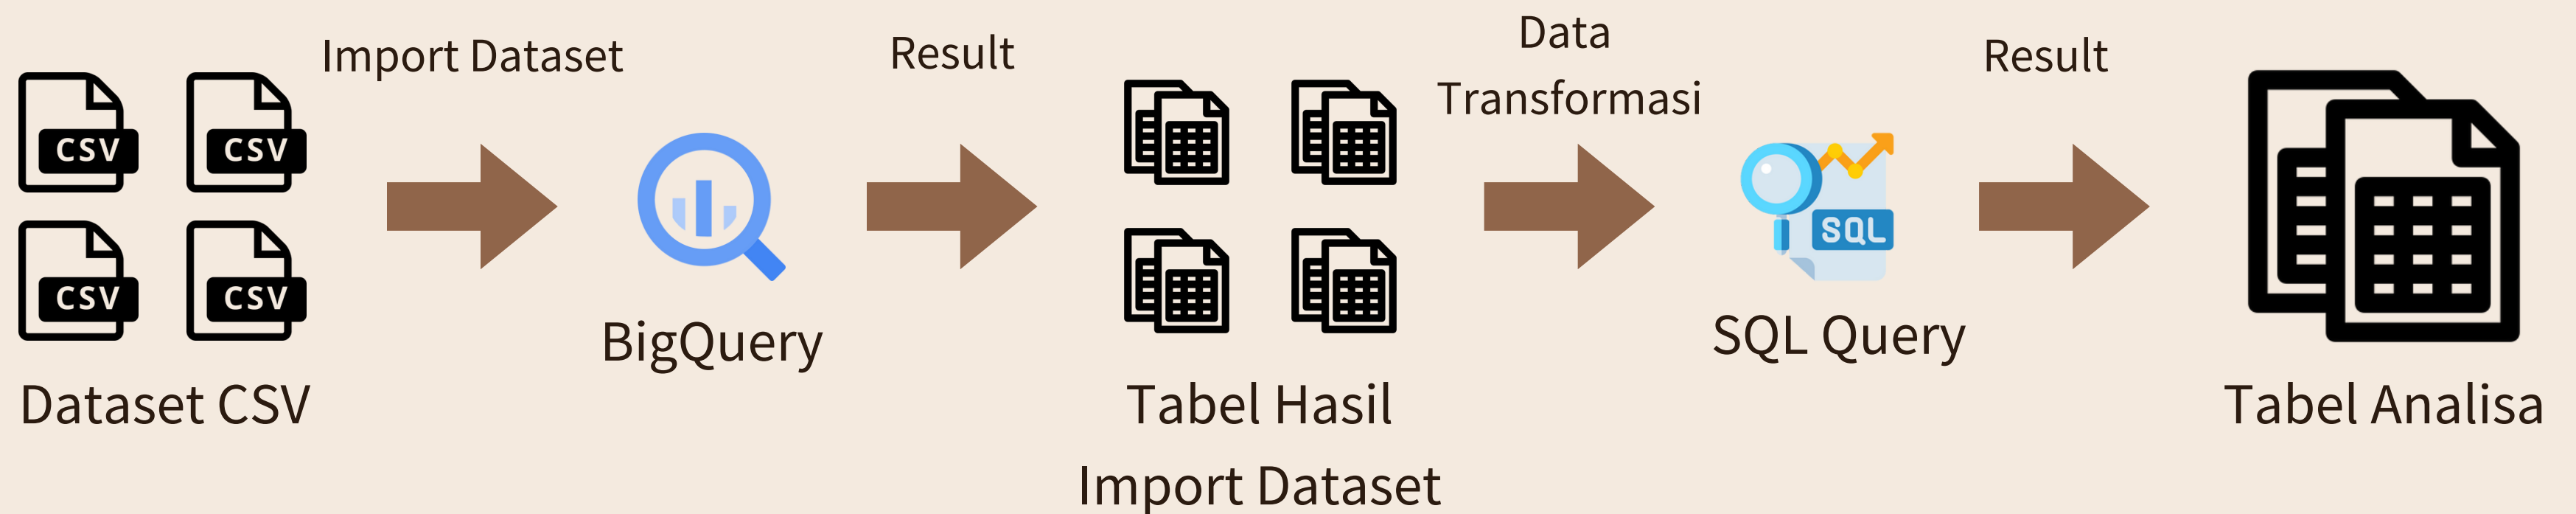 Import Dataset
Result
Data
Transformasi
Result
CSV
CSV
CSV
CSV
SQL
Dataset CSV
BigQuery
Tabel Hasil
Import Dataset
SQL Query
Tabel Analisa